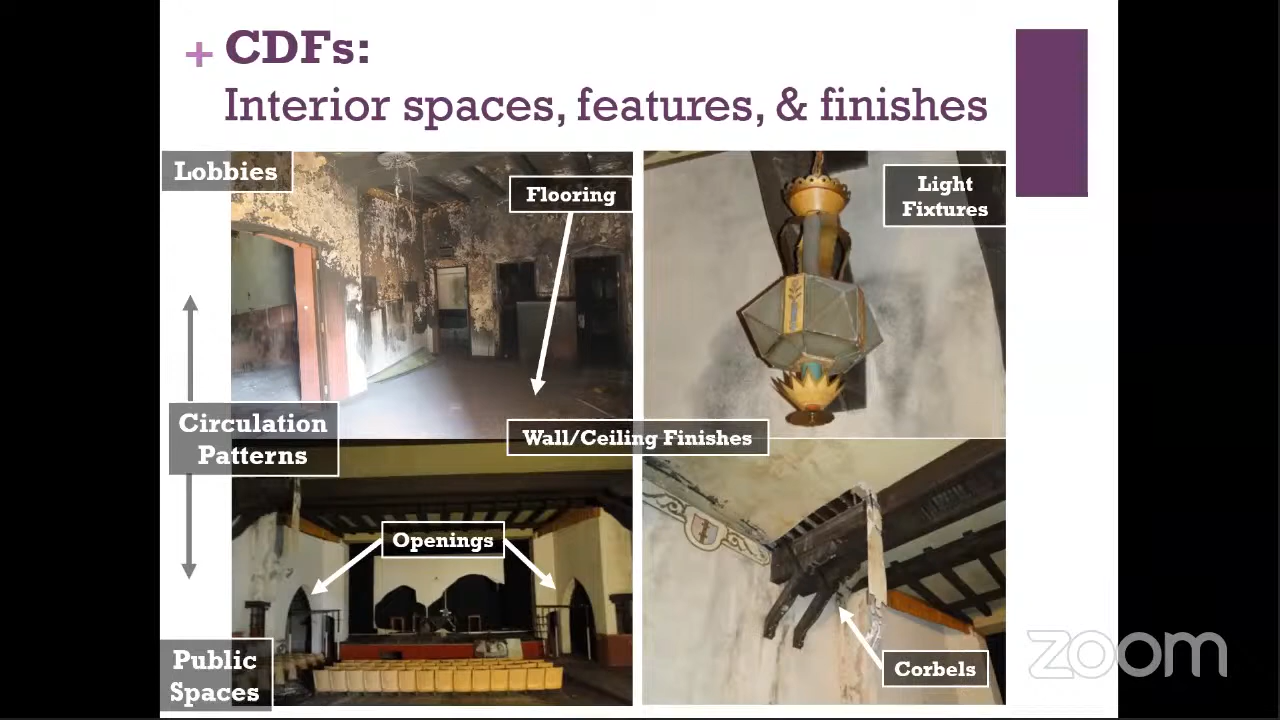 + CDFs:
Interior spaces, features, & finishes
Lobbies
Flooring
Light
Fixtures
Circulation
Patterns
Wall/Ceiling Finishes
Openings
Public
Spaces
Corbels
zoom